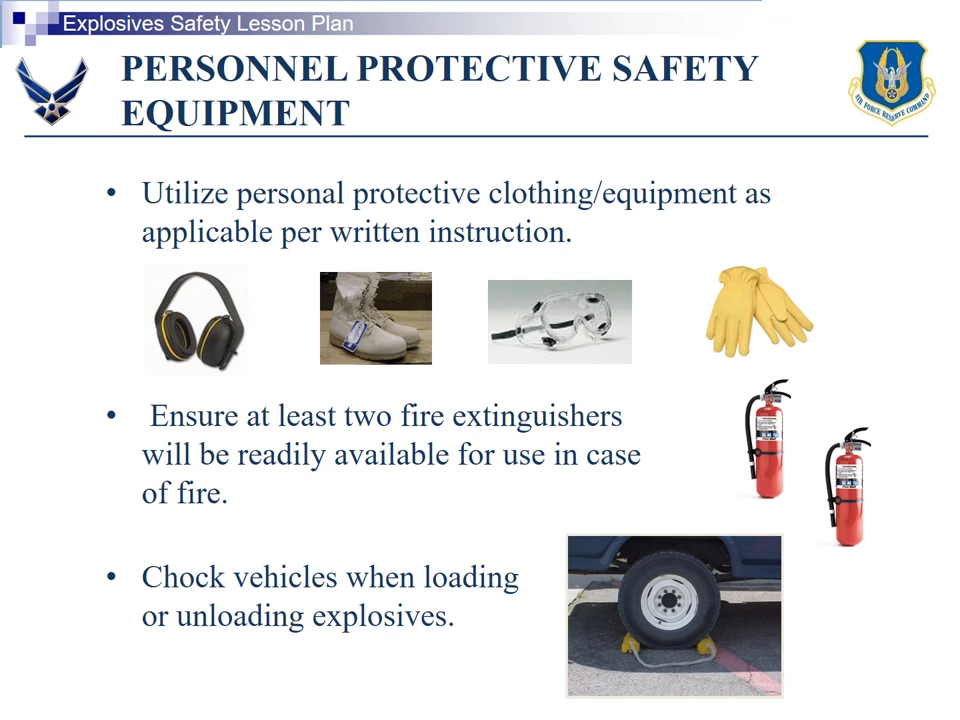 Explosives Safety Lesson Plan
PERSONNEL PROTECTIVE SAFETY
EQUIPMENT
AIR FORCE RESERVE COMMAND
• Utilize personal protective clothing/equipment as
applicable per written instruction.
• Ensure at least two fire extinguishers
will be readily available for use in case
of fire.
• Chock vehicles when loading
or unloading explosives.